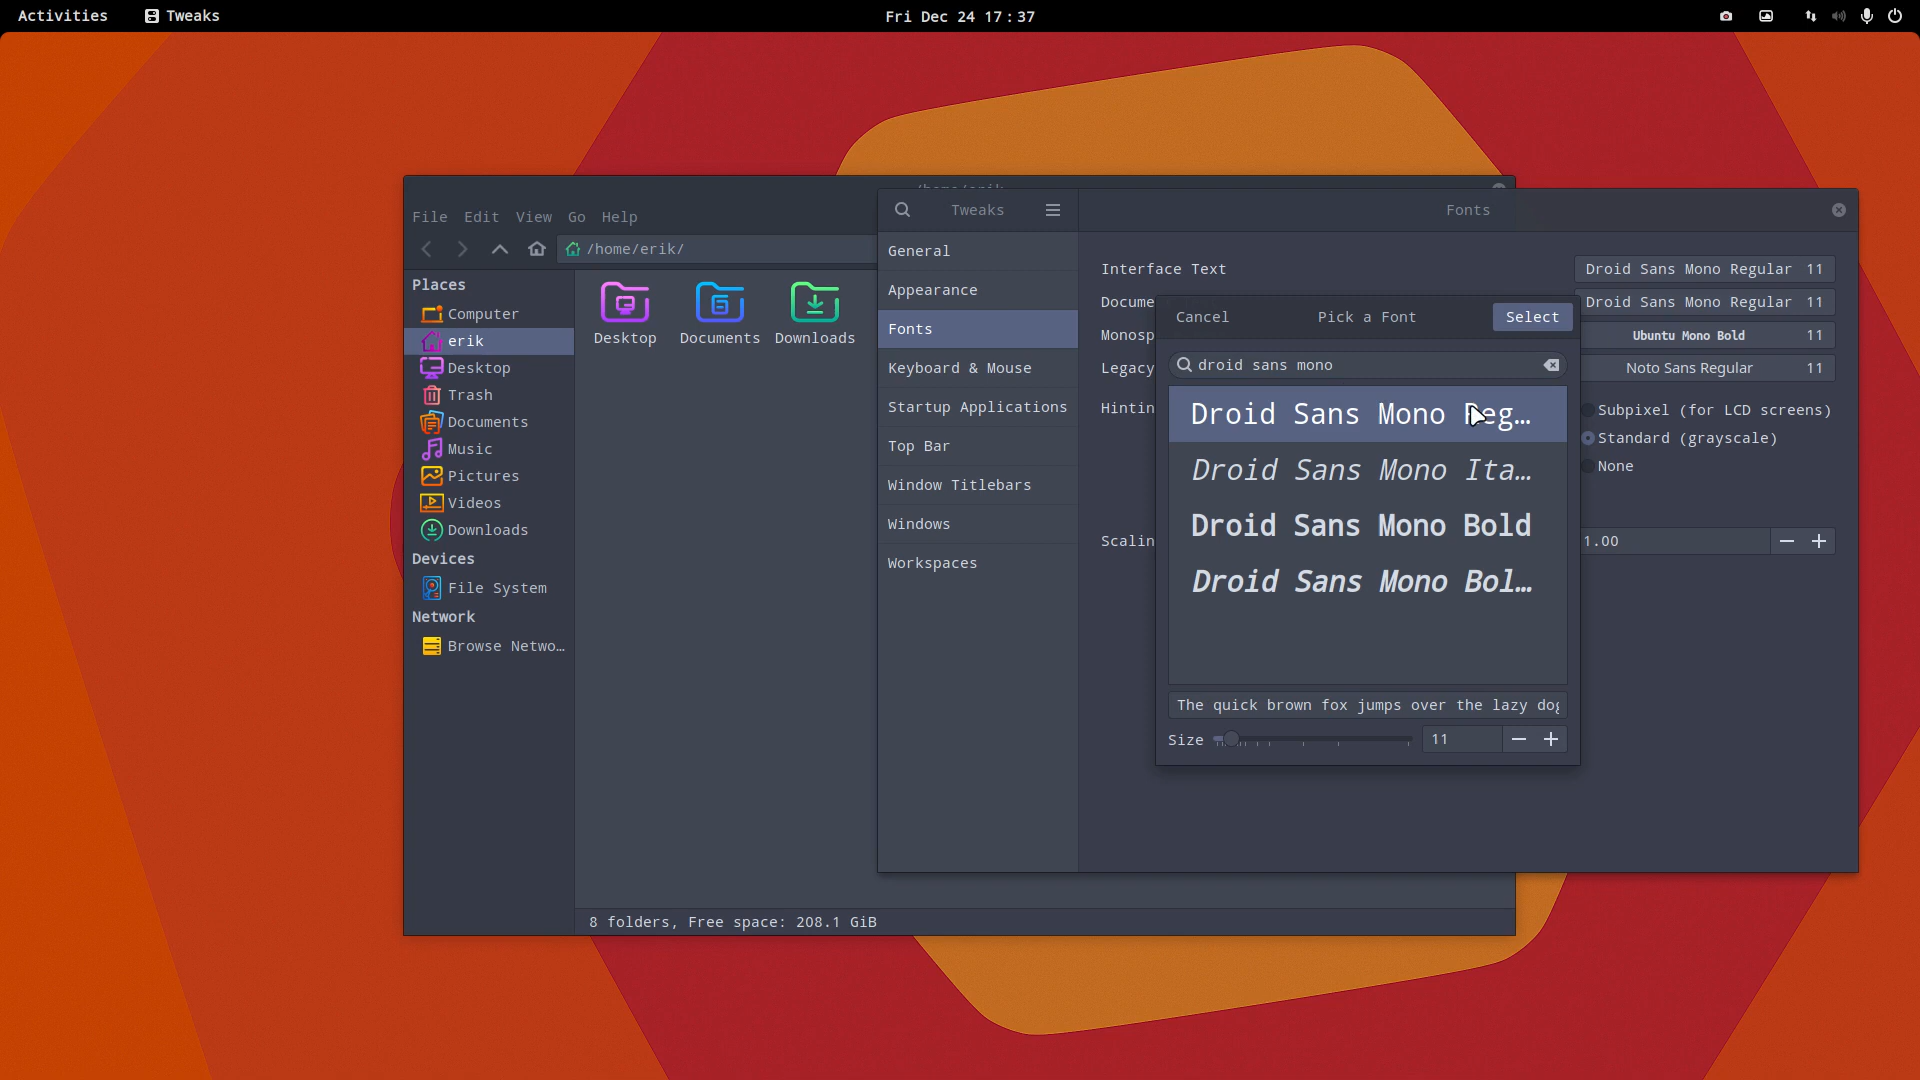 Activities
Tweaks
Fri Dec 24 17:37
/home/erik
File Edit View Go Help
/home/erik/
Places
Computer
erik
Desktop
Trash
Documents
Music
Pictures
Videos
Downloads
Devices
File System
Network
Browse Netwo…
Desktop
Documents
Downloads
8 folders, Free space: 208.1 GiB
Tweaks
General
Appearance
Fonts
Keyboard & Mouse
Startup Applications
Top Bar
Window Titlebars
Windows
Workspaces
Fonts
Interface Text
Droid Sans Mono Regular 11
Docume
Droid Sans Mono Regular 11
Monosp
Ubuntu Mono Bold 11
Legacy
Noto Sans Regular 11
Hintin
Subpixel (for LCD screens)
Standard (grayscale)
None
Scalin
1.00
Cancel
Pick a Font
Select
droid sans mono
Droid Sans Mono Reg…
Droid Sans Mono Ita…
Droid Sans Mono Bold
Droid Sans Mono Bol…
The quick brown fox jumps over the lazy dog
Size
11